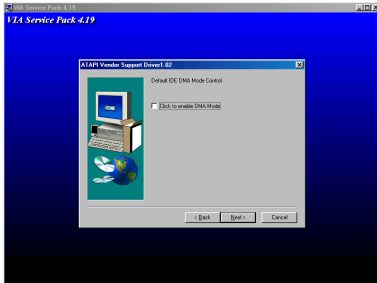 VIA Service Pack 4.19
VIA Service Pack 4.19
ATAPI Vendor Support Driver1.02
Default IDE DMA Mode Control
Click to enable DMA Mode
< Back
Next >
Cancel